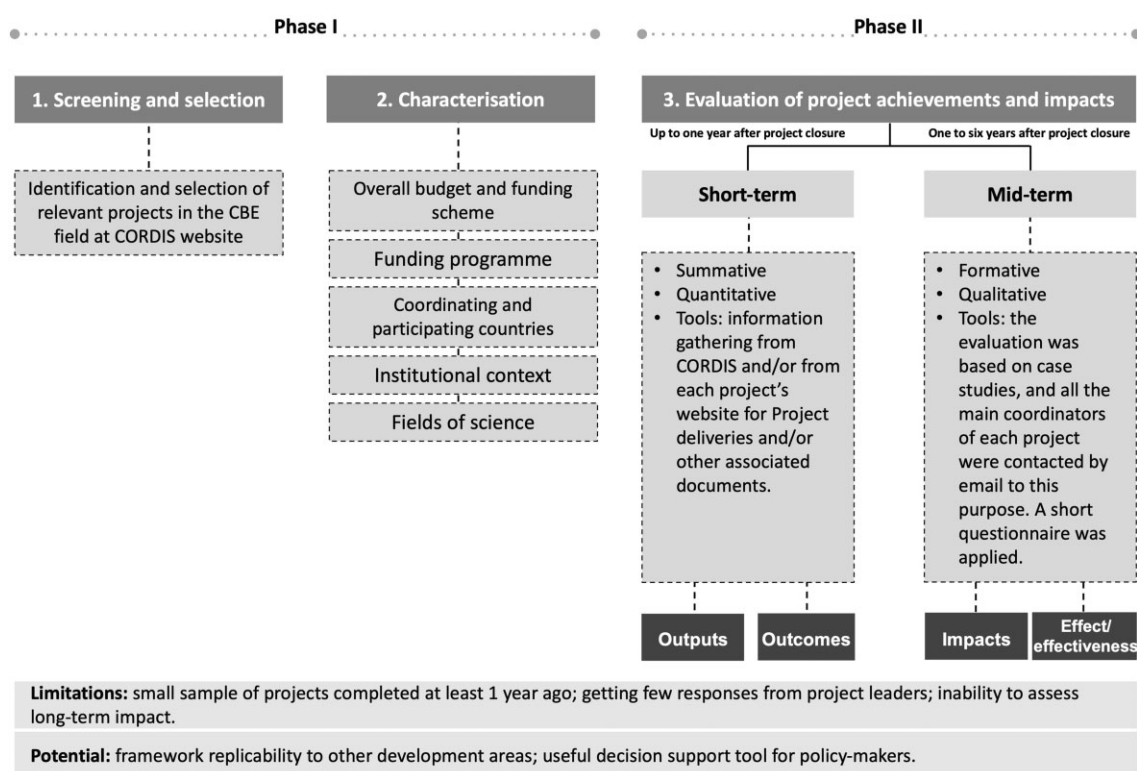 Phase I
Phase II
1. Screening and selection
2. Characterisation
3. Evaluation of project achievements and impacts
Identification and selection of
relevant projects in the CBE
field at CORDIS website
Overall budget and funding
scheme
Funding programme
Coordinating and
participating countries
Institutional context
Fields of science
Up to one year after project closure
One to six years after project closure
Short-term
• Summative
• Quantitative
• Tools: information
gathering from
CORDIS and/or from
each project’s
website for Project
deliveries and/or
other associated
documents.
Outputs
Outcomes
Mid-term
• Formative
• Qualitative
• Tools: the
evaluation was
based on case
studies, and all the
main coordinators
of each project
were contacted by
email to this
purpose. A short
questionnaire was
applied.
Impacts
Effect/
effectiveness
Limitations: small sample of projects completed at least 1 year ago; getting few responses from project leaders; inability to assess
long-term impact.
Potential: framework replicability to other development areas; useful decision support tool for policy-makers.